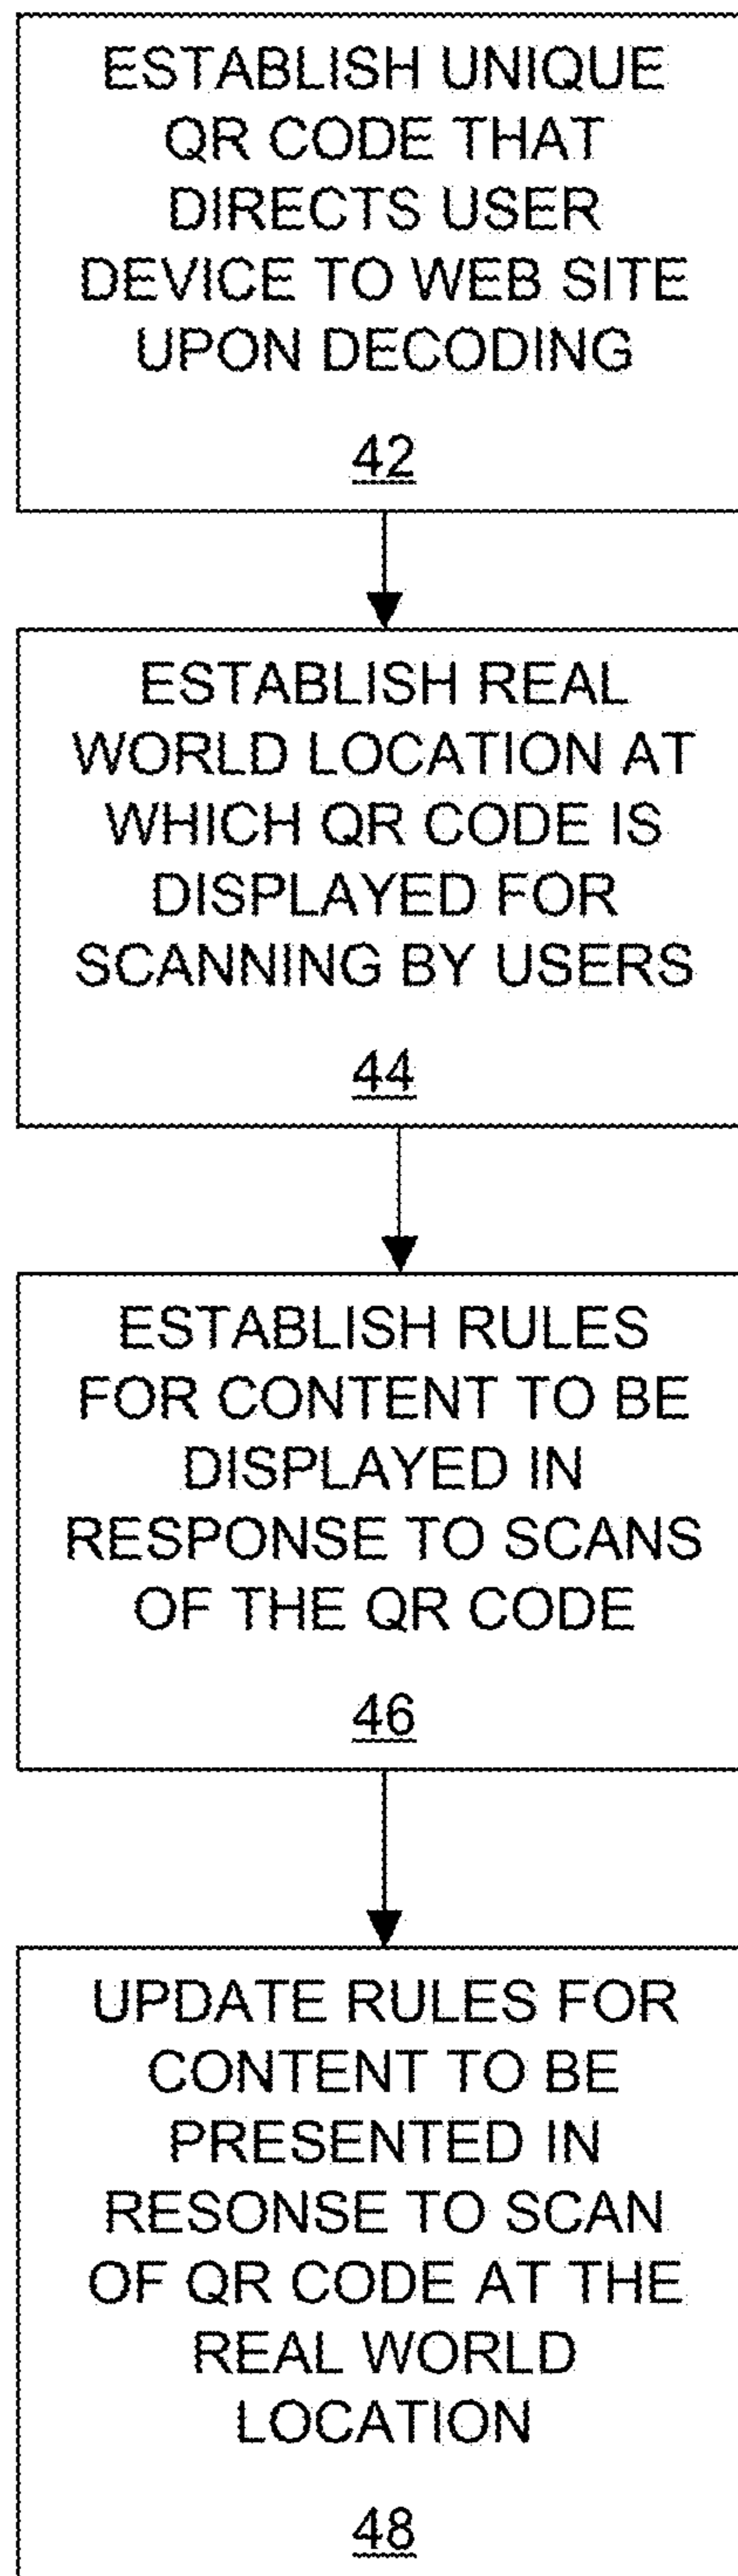 ESTABLISH UNIQUE
QR CODE THAT
DIRECTS USER
DEVICE TO WEB SITE
UPON DECODING
42
ESTABLISH REAL
WORLD LOCATION AT
WHICH QR CODE IS
DISPLAYED FOR
SCANNING BY USERS
44
ESTABLISH RULES
FOR CONTENT TO BE
DISPLAYED IN
RESPONSE TO SCANS
OF THE QR CODE
46
UPDATE RULES FOR
CONTENT TO BE
PRESENTED IN
RESONSE TO SCAN
OF QR CODE AT THE
REAL WORLD
LOCATION
48